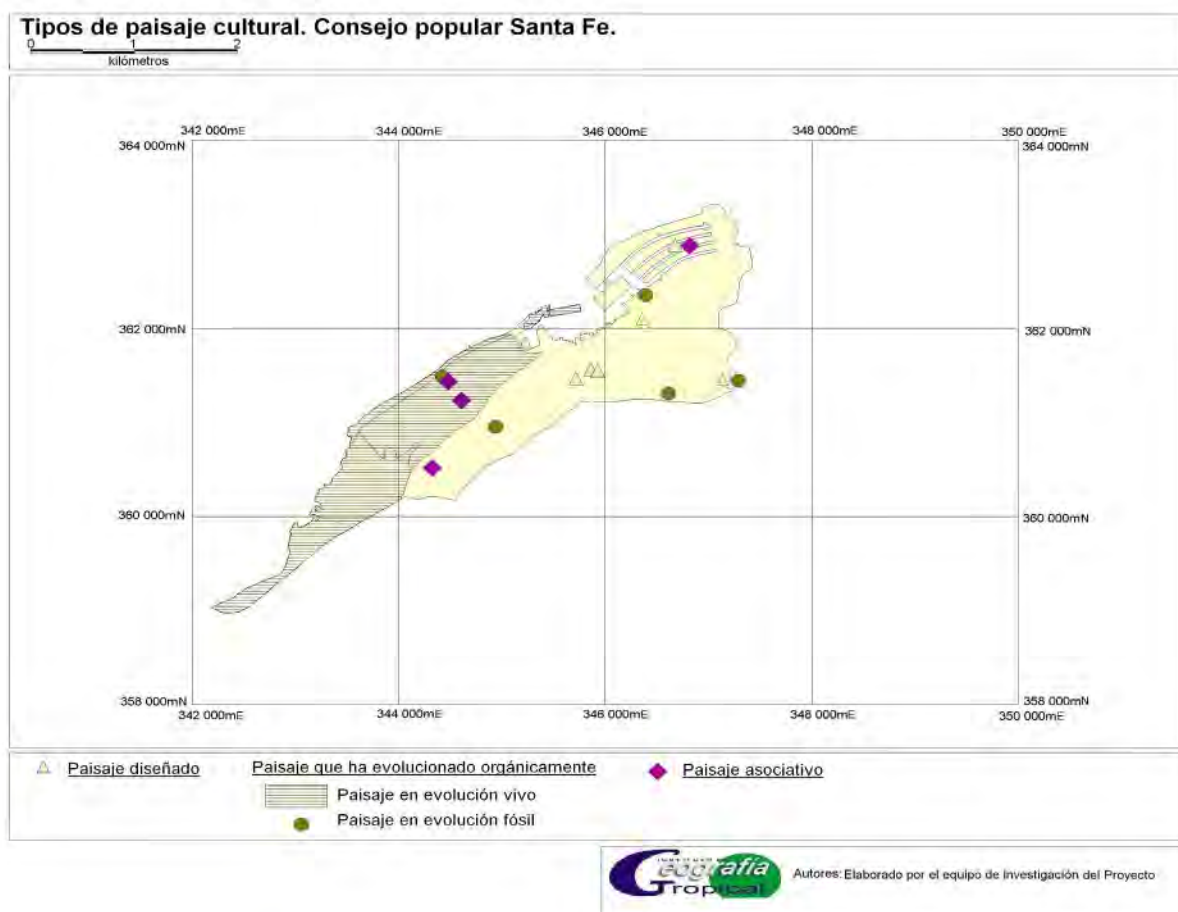 Tipos de paisaje cultural. Consejo popular Santa Fe.
0 1 2
kilómetros
342 000mE 344 000mE 346 000mE 348 000mE 350 000mE
364 000mN 364 000mN
362 000mN 362 000mN
360 000mN 360 000mN
358 000mN 358 000mN
342 000mE 344 000mE 346 000mE 348 000mE 350 000mE
Paisaje diseñado Paisaje que ha evolucionado orgánicamente Paisaje asociativo
Paisaje en evolución vivo
Paisaje en evolución fósil
Geografía
Tropical
Autores: Elaborado por el equipo de Investigación del Proyecto